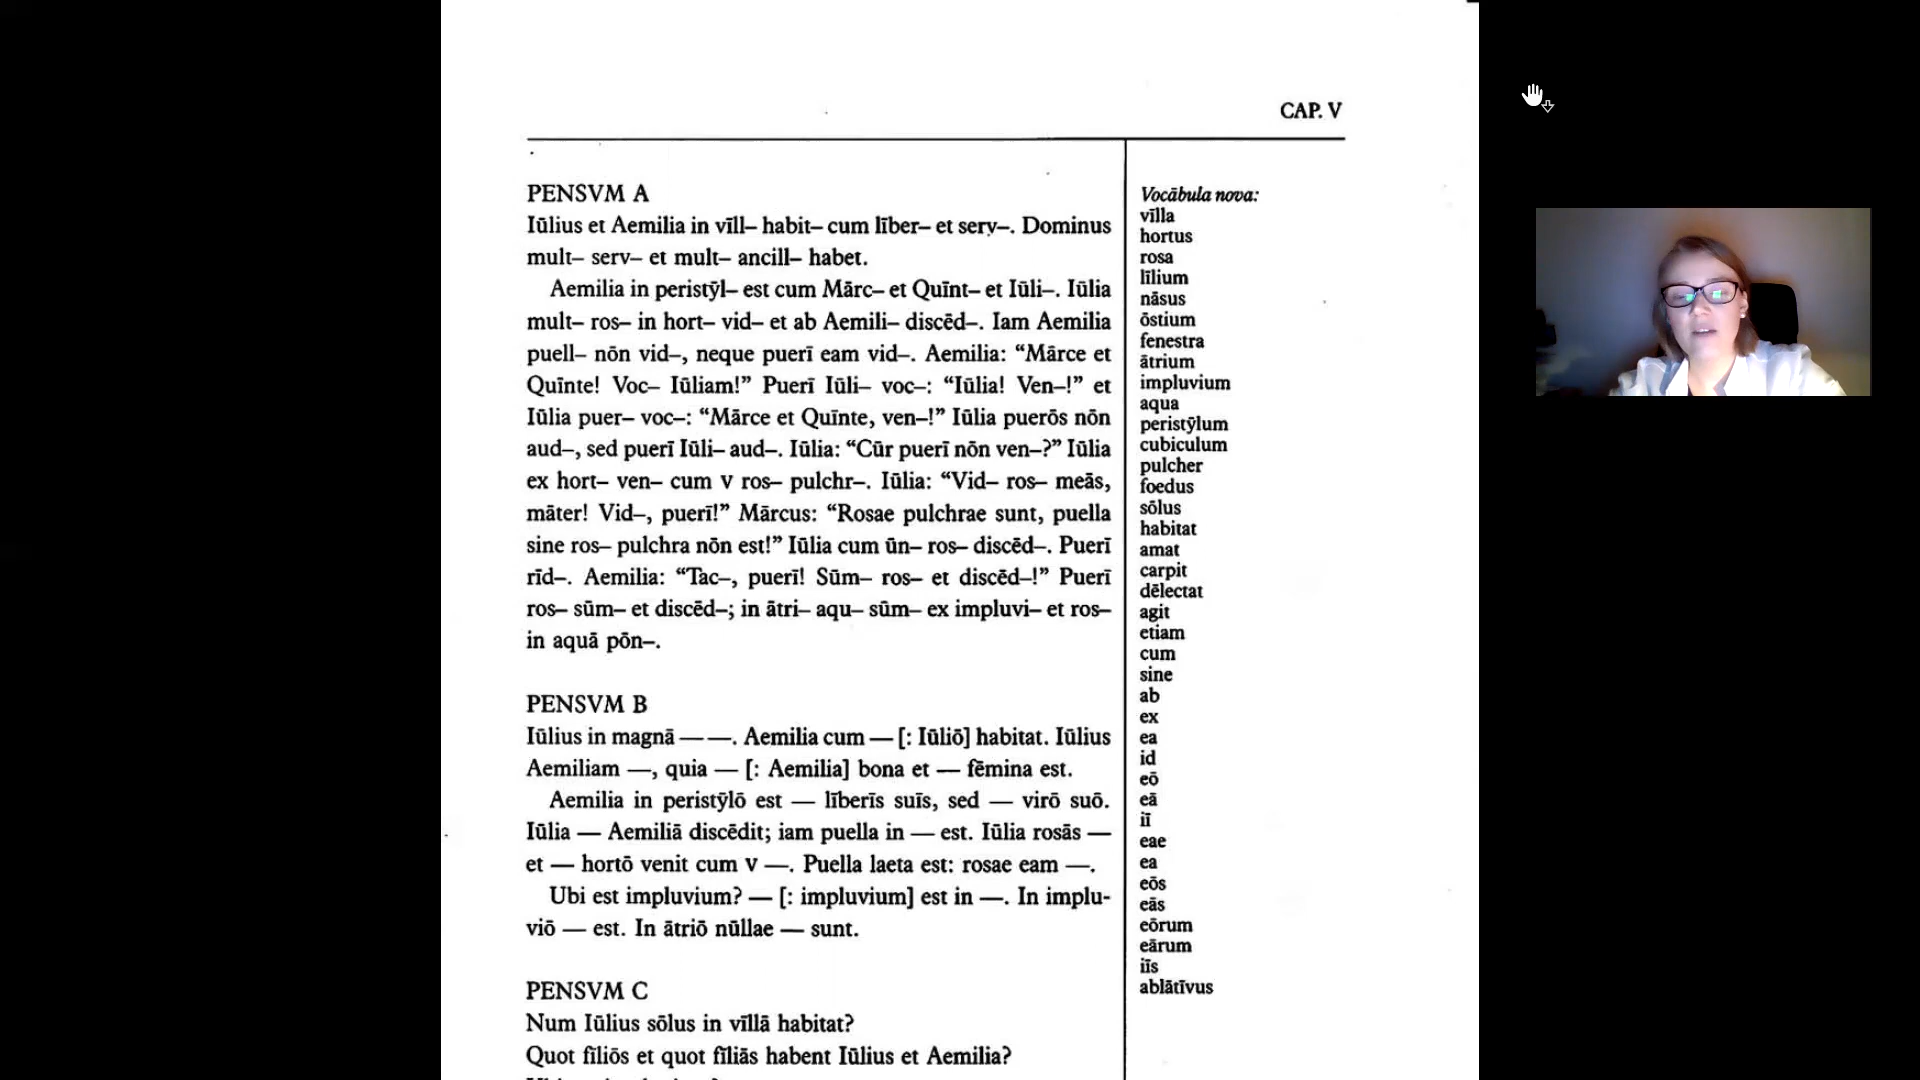 CAP. V
PENSVM A
Iūlius et Aemilia in vīll– habit– cum līber– et serv–. Dominus
mult– serv– et mult– ancill– habet.
Aemilia in peristȳl– est cum Mārc– et Quīnt– et Iūli–. Iūlia
mult– ros– in hort– vid– et ab Aemili– discēd–. Iam Aemilia
puell– nōn vid–, neque puerī eam vid–. Aemilia: “Mārce et
Quīnte! Voc– Iūliam!” Puerī Iūli– voc–: “Iūlia! Ven–!” et
Iūlia puer– voc–: “Mārce et Quīnte, ven–!” Iūlia puerōs nōn
aud–, sed puerī Iūli– aud–. Iūlia: “Cūr puerī nōn ven–?” Iūlia
ex hort– ven– cum V ros– pulchr–. Iūlia: “Vid– ros– meās,
māter! Vid–, puerī!” Mārcus: “Rosae pulchrae sunt, puella
sine ros– pulchra nōn est!” Iūlia cum ūn– ros– discēd–. Puerī
rīd–. Aemilia: “Tac–, puerī! Sūm– ros– et discēd–!” Puerī
ros– sūm– et discēd–; in ātri– aqu– sūm– ex impluvi– et ros–
in aquā pōn–.
PENSVM B
Iūlius in magnā — —. Aemilia cum — [: Iūliō] habitat. Iūlius
Aemiliam —, quia — [: Aemilia] bona et — fēmina est.
Aemilia in peristȳlō est — līberīs suīs, sed — virō suō.
Iūlia — Aemiliā discēdit; iam puella in — est. Iūlia rosās —
et — hortō venit cum V —. Puella laeta est: rosae eam —.
Ubi est impluvium? — [: impluvium] est in —. In implu-
viō — est. In ātriō nūllae — sunt.
PENSVM C
Num Iūlius sōlus in vīllā habitat?
Quot fīliōs et quot fīliās habent Iūlius et Aemilia?
Vocābula nova:
vīlla
hortus
rosa
līlium
nāsus
ōstium
fenestra
ātrium
impluvium
aqua
peristȳlum
cubiculum
pulcher
foedus
sōlus
habitat
amat
carpit
dēlectat
agit
etiam
cum
sine
ab
ex
ea
id
eō
eā
iī
eae
ea
eōs
eās
eōrum
eārum
iīs
ablātīvus